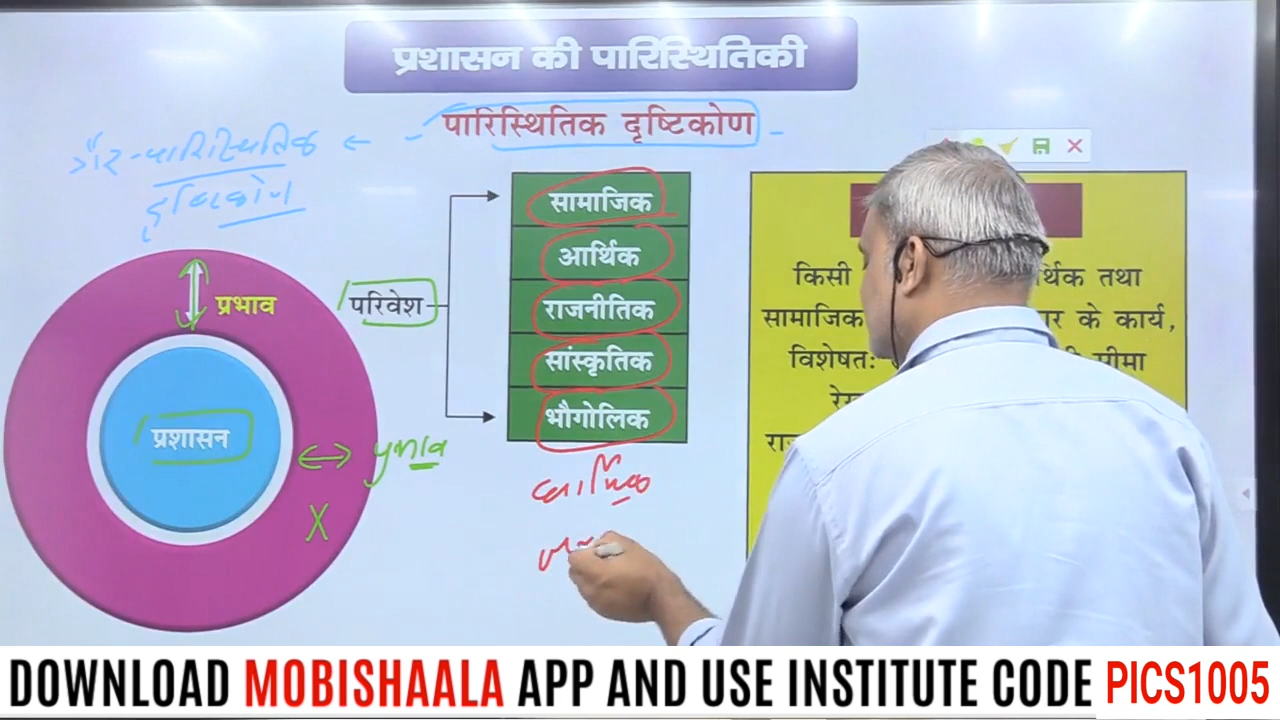 प्रशासन की पारिस्थितिकी
पारिस्थितिक दृष्टिकोण
गैर-पारिस्थितिक
दृष्टिकोण
सामाजिक
आर्थिक
राजनीतिक
सांस्कृतिक
भौगोलिक
धार्मिक
परिवेश
प्रभाव
प्रशासन
प्रभाव
X
किसी र्थिक तथा
सामाजिक के कार्य,
विशेषतः सीमा
DOWNLOAD MOBISHAALA APP AND USE INSTITUTE CODE PICS1005